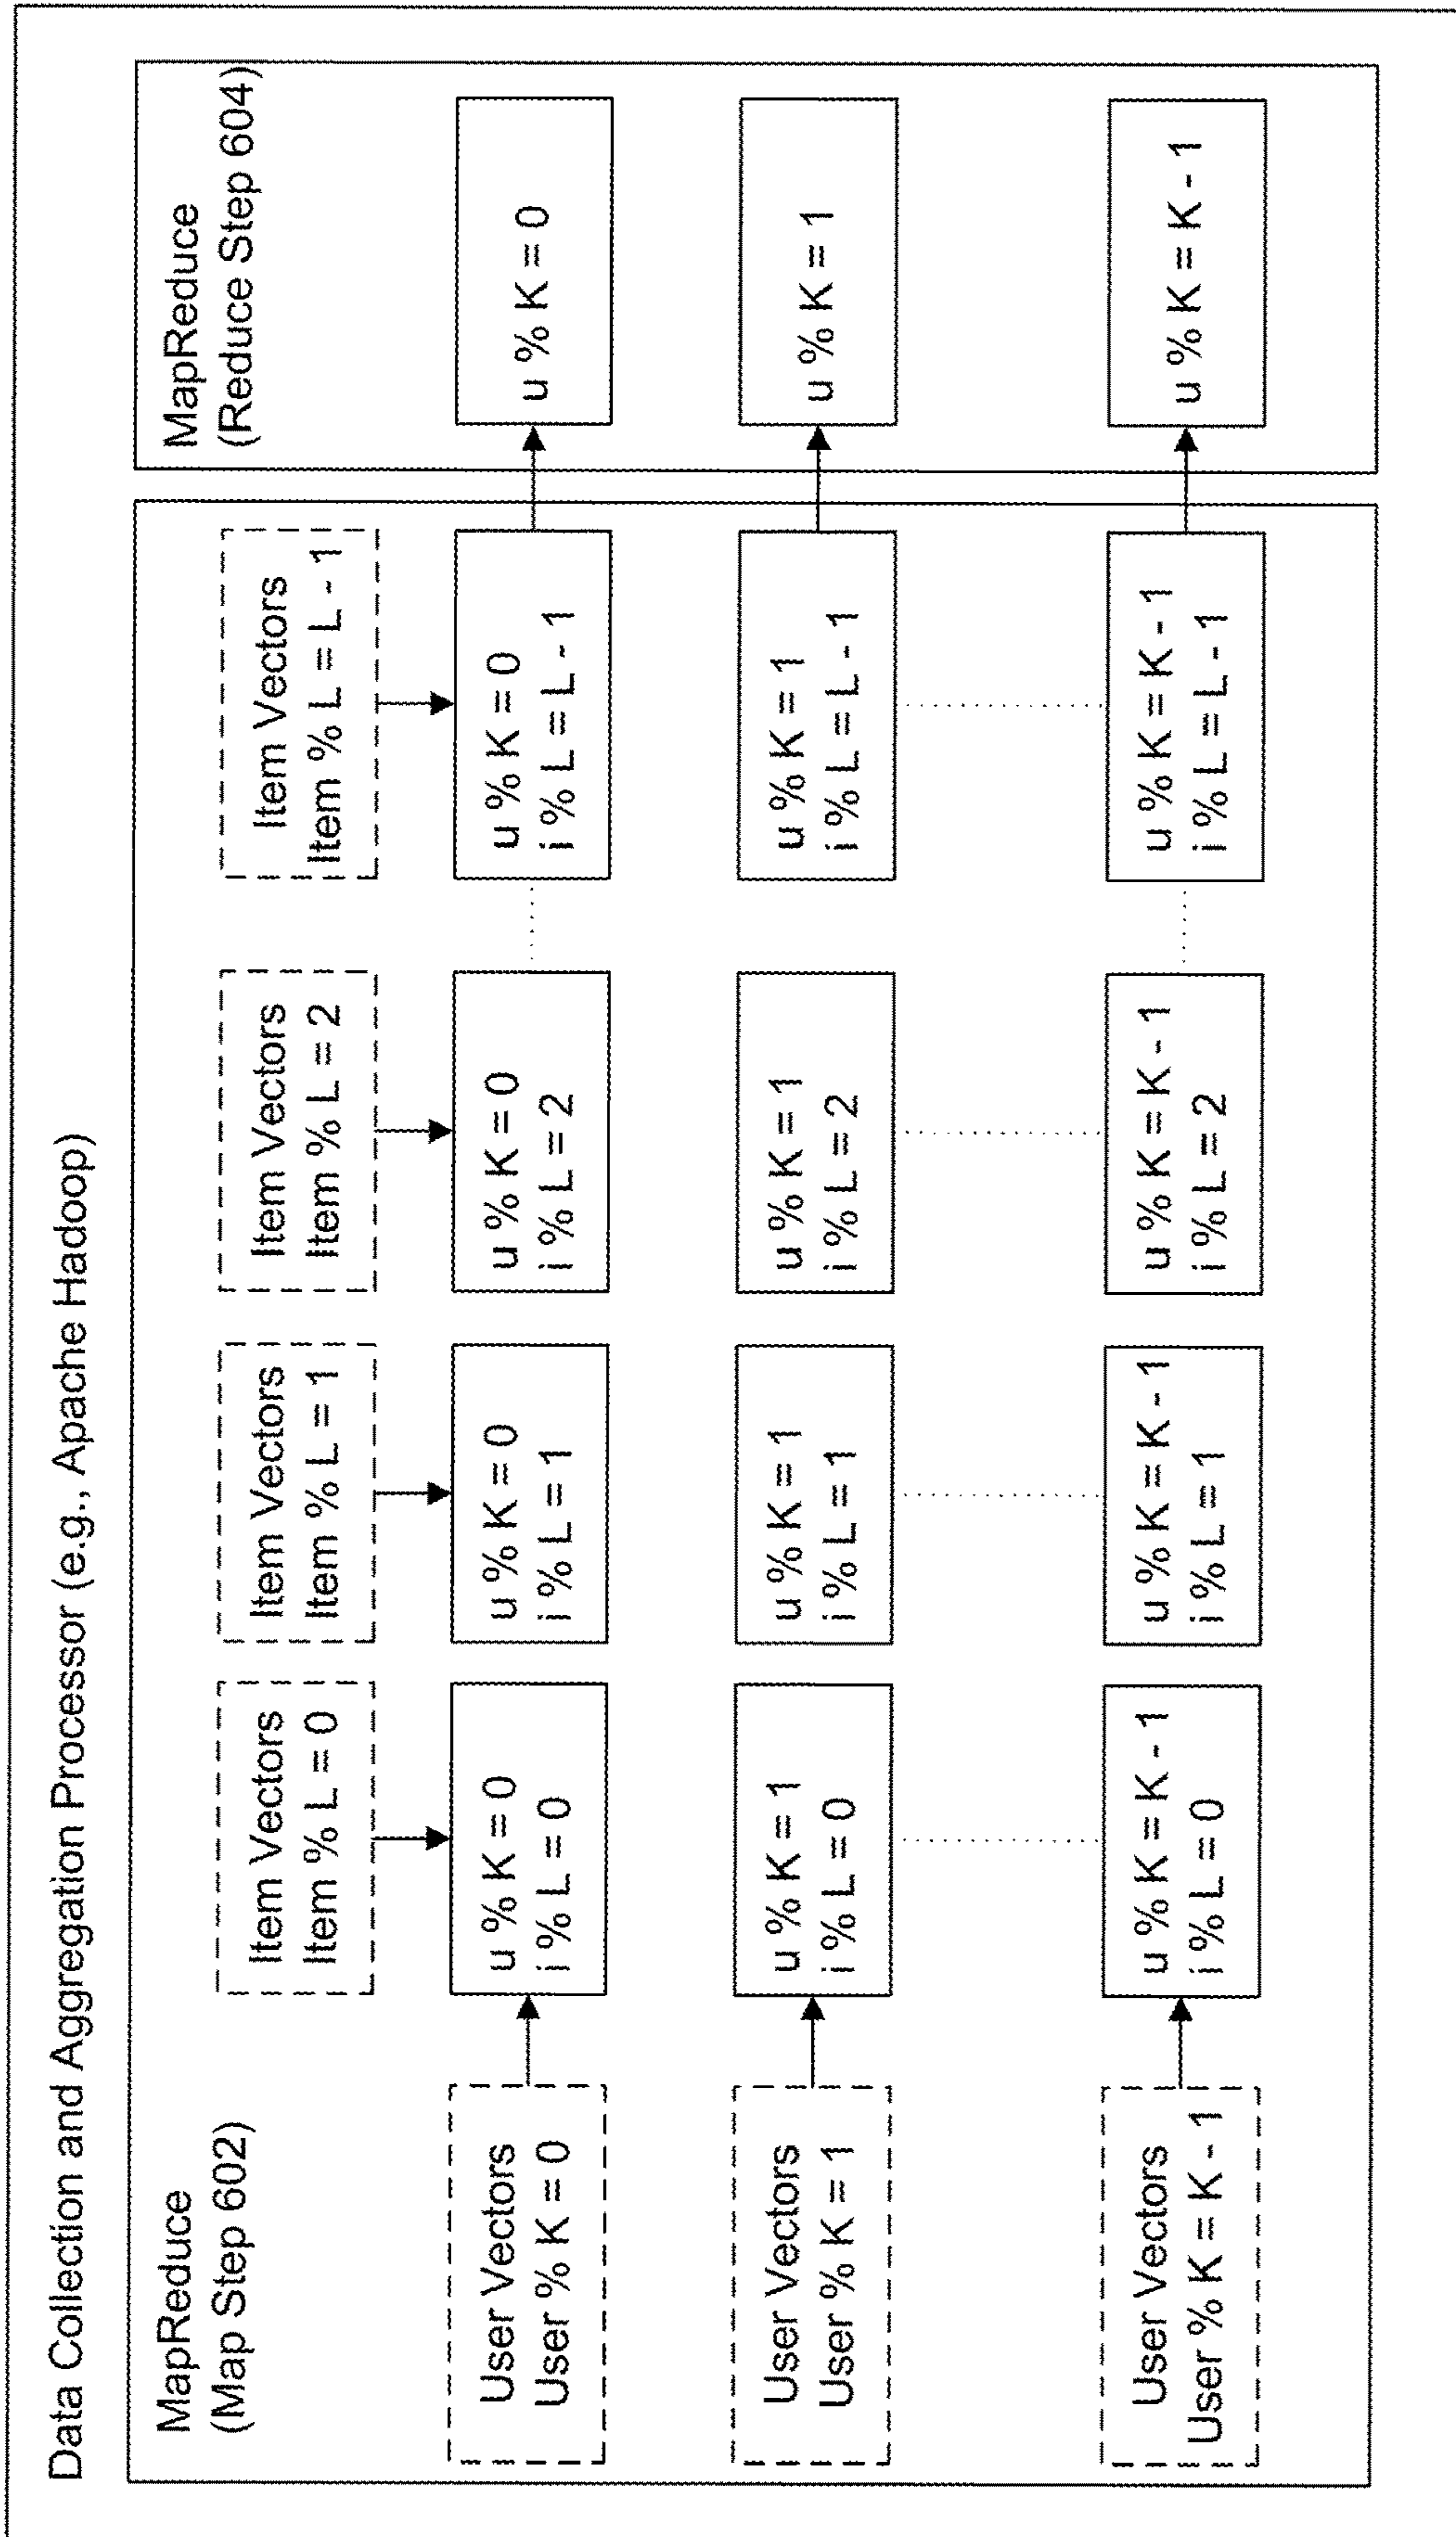 Data Collection and Aggregation Processor (e.g., Apache Hadoop)
MapReduce
(Map Step 602)
Item Vectors
Item % L = 0
Item Vectors
Item % L = 1
Item Vectors
Item % L = 2
Item Vectors
Item % L = L - 1
User Vectors
User % K = 0
u % K = 0
i % L = 0
u % K = 0
i % L = 1
u % K = 0
i % L = 2
u % K = 0
i % L = L - 1
User Vectors
User % K = 1
u % K = 1
i % L = 0
u % K = 1
i % L = 1
u % K = 1
i % L = 2
u % K = 1
i % L = L - 1
User Vectors
User % K = K - 1
u % K = K - 1
i % L = 0
u % K = K - 1
i % L = 1
u % K = K - 1
i % L = 2
u % K = K - 1
i % L = L - 1
MapReduce
(Reduce Step 604)
u % K = 0
u % K = 1
u % K = K - 1